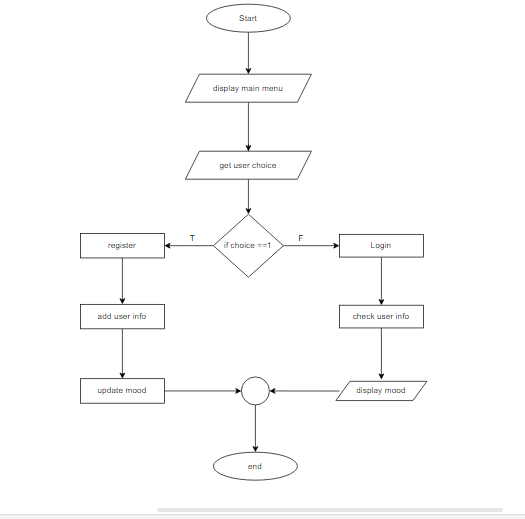 Start
display main menu
get user choice
if choice ==1
T
F
register
Login
add user info
check user info
update mood
display mood
end